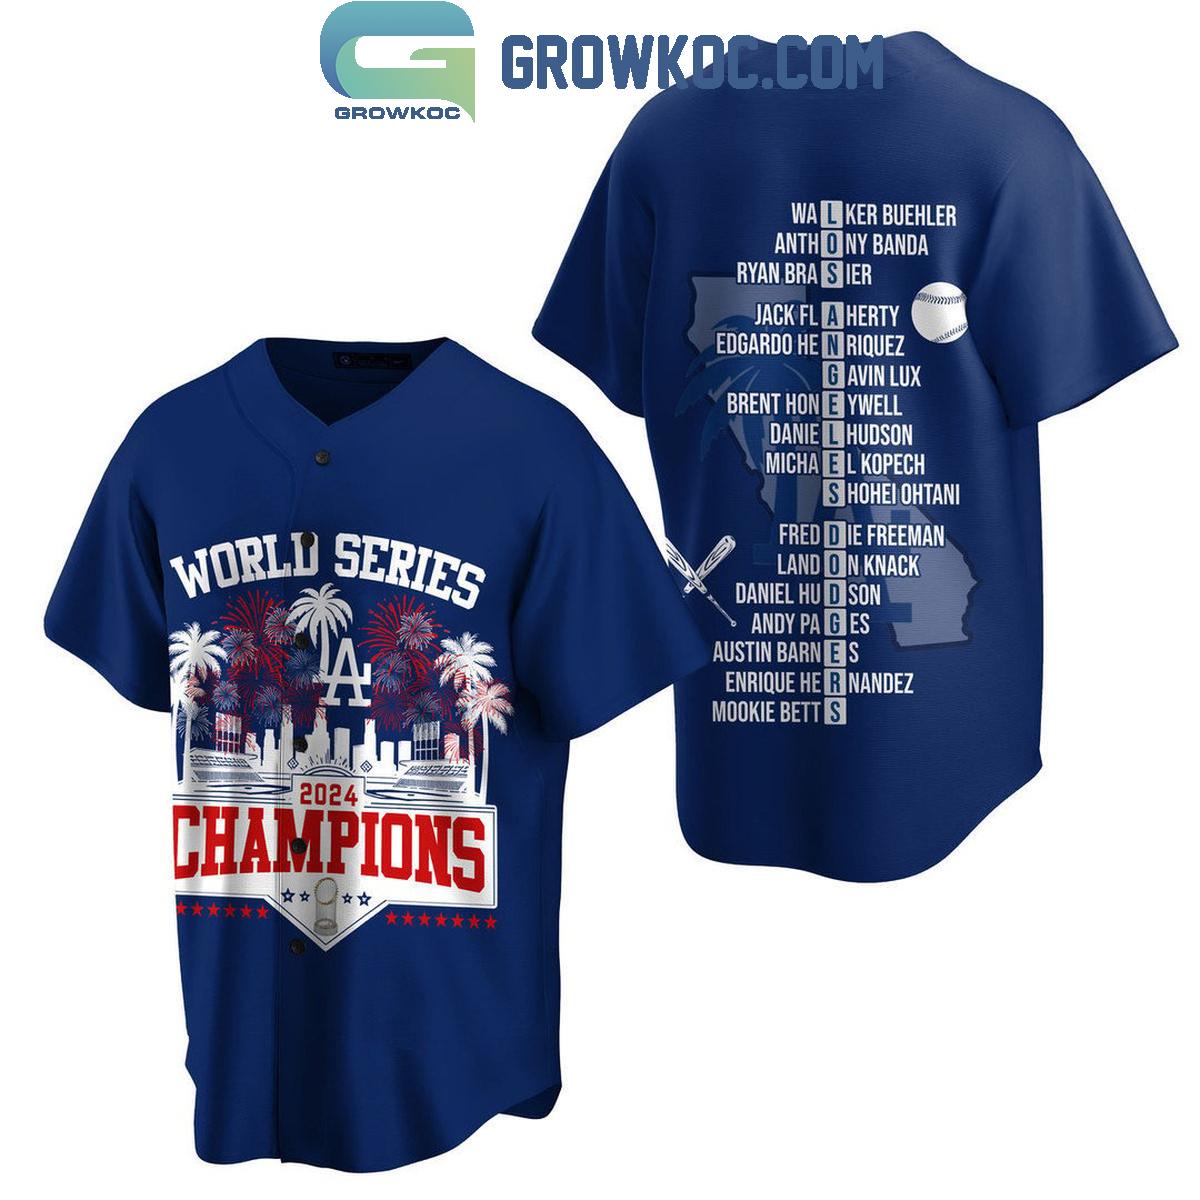 GROWKOC
GROWKOC.COM
WORLD SERIES
LA
2024
CHAMPIONS
WALKER BUEHLER
ANTHONY BANDA
RYAN BRASIER
JACK FLAHERTY
EDGARDO HENRIQUEZ
GAVIN LUX
BRENT HONEYWELL
DANIEL HUDSON
MICHAEL KOPECH
SHOHEI OHTANI
FREDDIE FREEMAN
LANDON KNACK
DANIEL HUDSON
ANDY PAGES
AUSTIN BARNES
ENRIQUE HERNANDEZ
MOOKIE BETTS